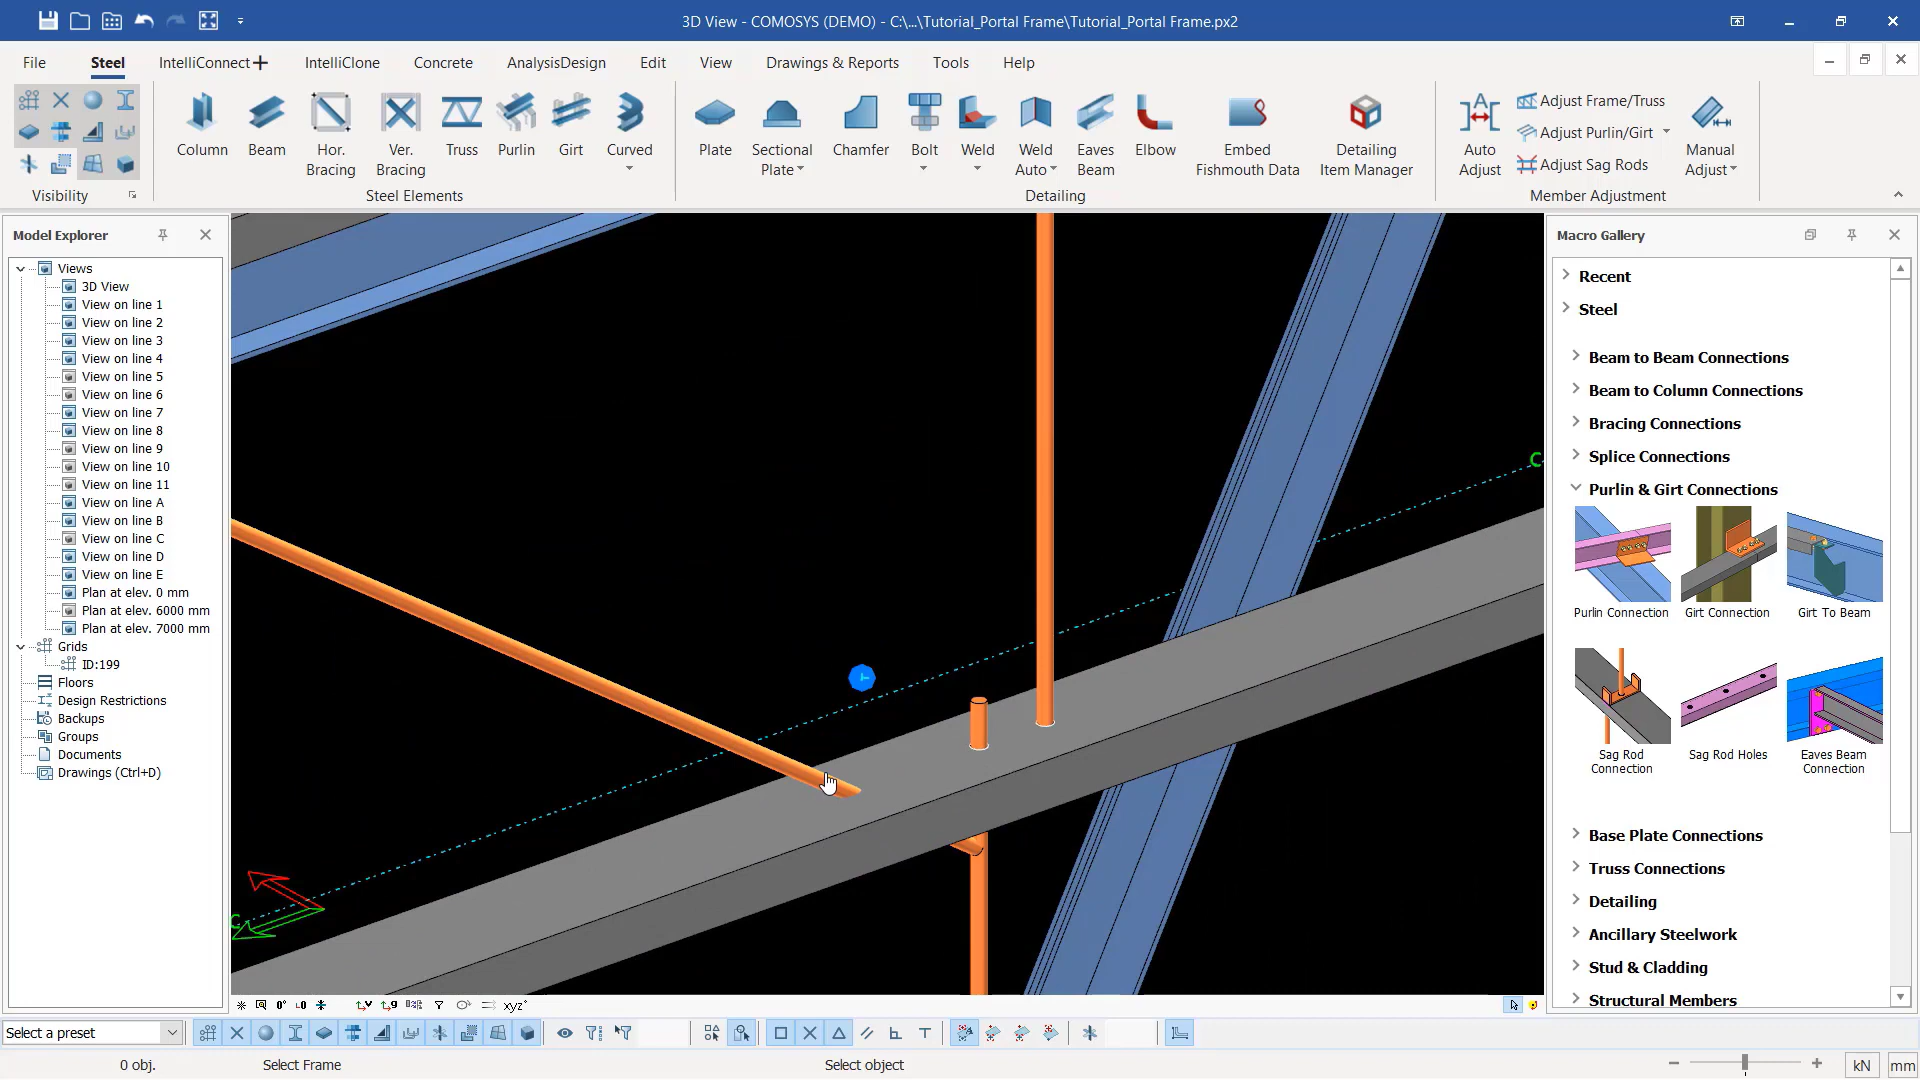 3D View - COMOSYS (DEMO) - C:\...\Tutorial_Portal Frame\Tutorial_Portal Frame.px2
File
Steel
IntelliConnect
IntelliClone
Concrete
AnalysisDesign
Edit
View
Drawings & Reports
Tools
Help
Column
Beam
Hor. Bracing
Ver. Bracing
Truss
Purlin
Girt
Curved
Plate
Sectional Plate
Chamfer
Bolt
Weld
Weld Auto
Eaves Beam
Elbow
Embed Fishmouth Data
Detailing Item Manager
Auto Adjust
Adjust Frame/Truss
Adjust Purlin/Girt
Adjust Sag Rods
Manual Adjust
Visibility
Steel Elements
Detailing
Member Adjustment
Model Explorer
Views
3D View
View on line 1
View on line 2
View on line 3
View on line 4
View on line 5
View on line 6
View on line 7
View on line 8
View on line 9
View on line 10
View on line 11
View on line A
View on line B
View on line C
View on line D
View on line E
Plan at elev. 0 mm
Plan at elev. 6000 mm
Plan at elev. 7000 mm
Grids
ID:199
Floors
Design Restrictions
Backups
Groups
Documents
Drawings (Ctrl+D)
C
C
Macro Gallery
Recent
Steel
Beam to Beam Connections
Beam to Column Connections
Bracing Connections
Splice Connections
Purlin & Girt Connections
Purlin Connection
Girt Connection
Girt To Beam
Sag Rod Connection
Sag Rod Holes
Eaves Beam Connection
Base Plate Connections
Truss Connections
Detailing
Ancillary Steelwork
Stud & Cladding
Structural Members
xyz
Select a preset
0 obj.
Select Frame
Select object
kN
mm